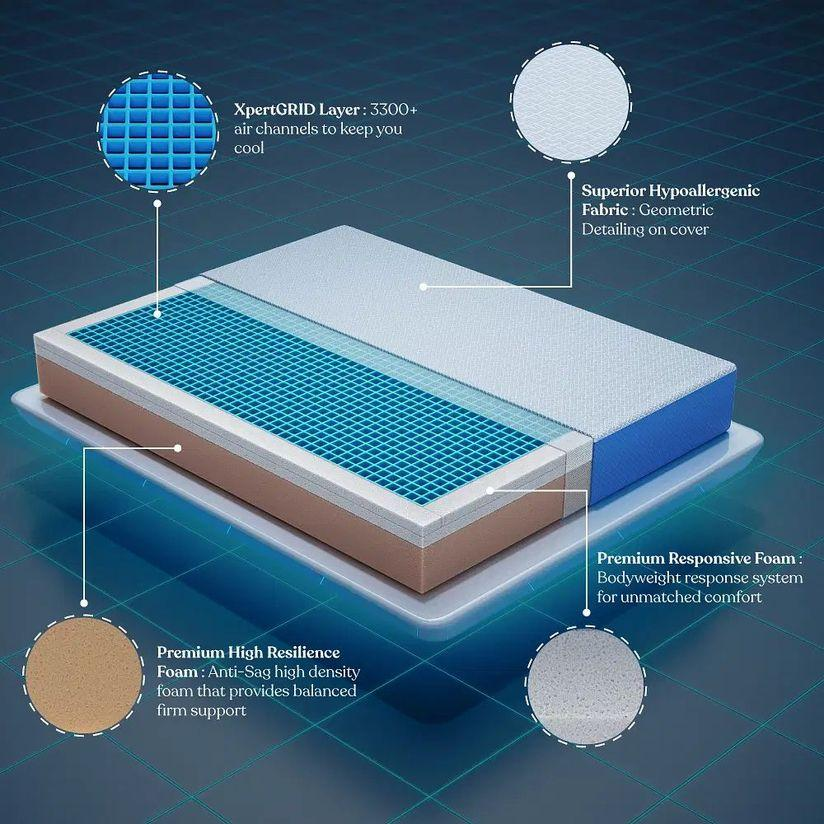 XpertGRID Layer : 3300+
air channels to keep you
cool
Superior Hypoallergenic
Fabric : Geometric
Detailing on cover
Premium Responsive Foam :
Bodyweight response system
for unmatched comfort
Premium High Resilience
Foam : Anti-Sag high density
foam that provides balanced
firm support